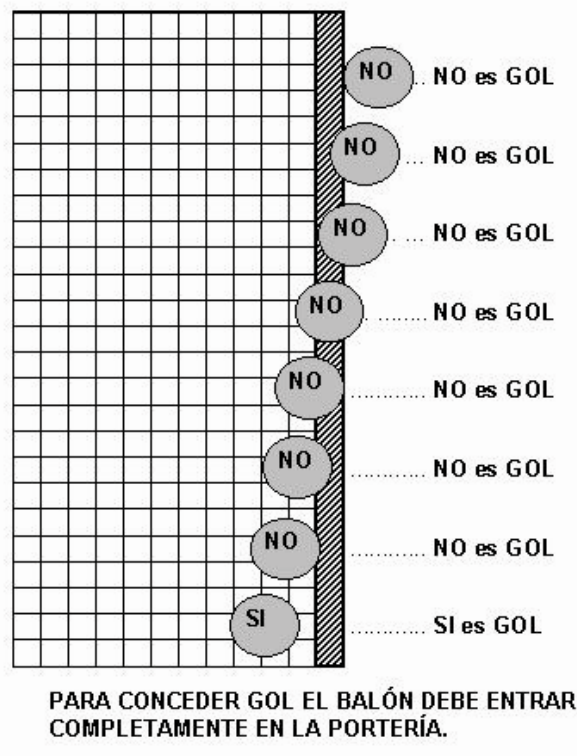 NO .. NO es GOL
NO ... NO es GOL
NO . .... NO es GOL
NO ......... NO es GOL
NO ............ NO es GOL
NO ............ NO es GOL
NO ............ NO es GOL
SI ............ SI es GOL
PARA CONCEDER GOL EL BALÓN DEBE ENTRAR
COMPLETAMENTE EN LA PORTERÍA.